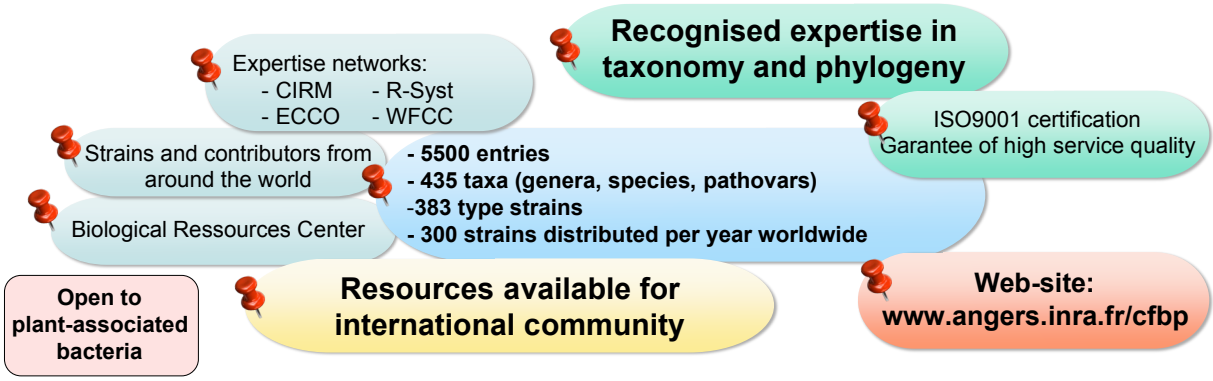 Recognised expertise in
taxonomy and phylogeny
Expertise networks:
- CIRM - R-Syst
- ECCO - WFCC
ISO9001 certification
Garantee of high service quality
Strains and contributors from
around the world
- 5500 entries
- 435 taxa (genera, species, pathovars)
-383 type strains
- 300 strains distributed per year worldwide
Biological Ressources Center
Open to
plant-associated
bacteria
Resources available for
international community
Web-site:
www.angers.inra.fr/cfbp